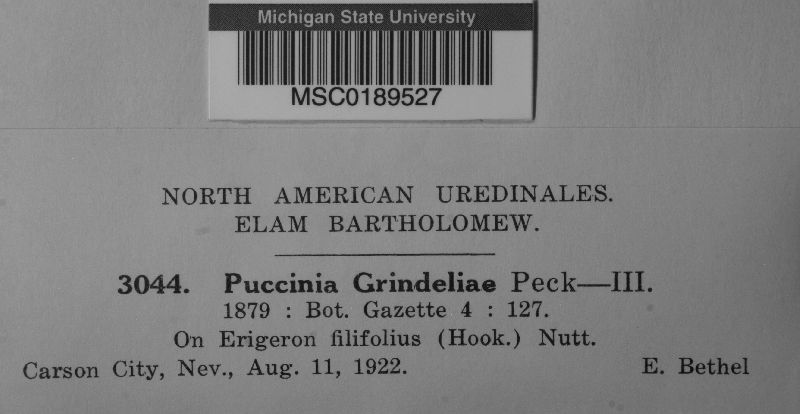 Michigan State University
MSC0189527
NORTH AMERICAN UREDINALES.
ELAM BARTHOLOMEW.
3044. Puccinia Grindeliae Peck—III.
1879 : Bot. Gazette 4 : 127.
On Erigeron filifolius (Hook.) Nutt.
Carson City, Nev., Aug. 11, 1922. E. Bethel